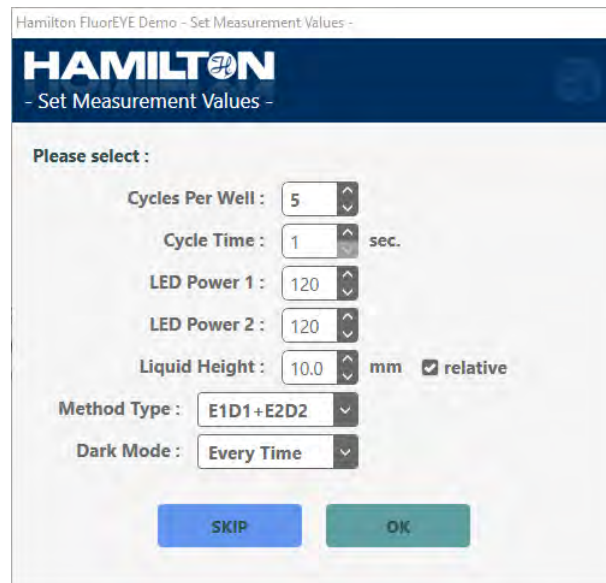 Hamilton FluorEYE Demo - Set Measurement Values -
HAMILTON
- Set Measurement Values -
Please select :
Cycles Per Well : 5
Cycle Time : 1 sec.
LED Power 1 : 120
LED Power 2 : 120
Liquid Height : 10.0 mm relative
Method Type : E1D1+E2D2
Dark Mode : Every Time
SKIP OK